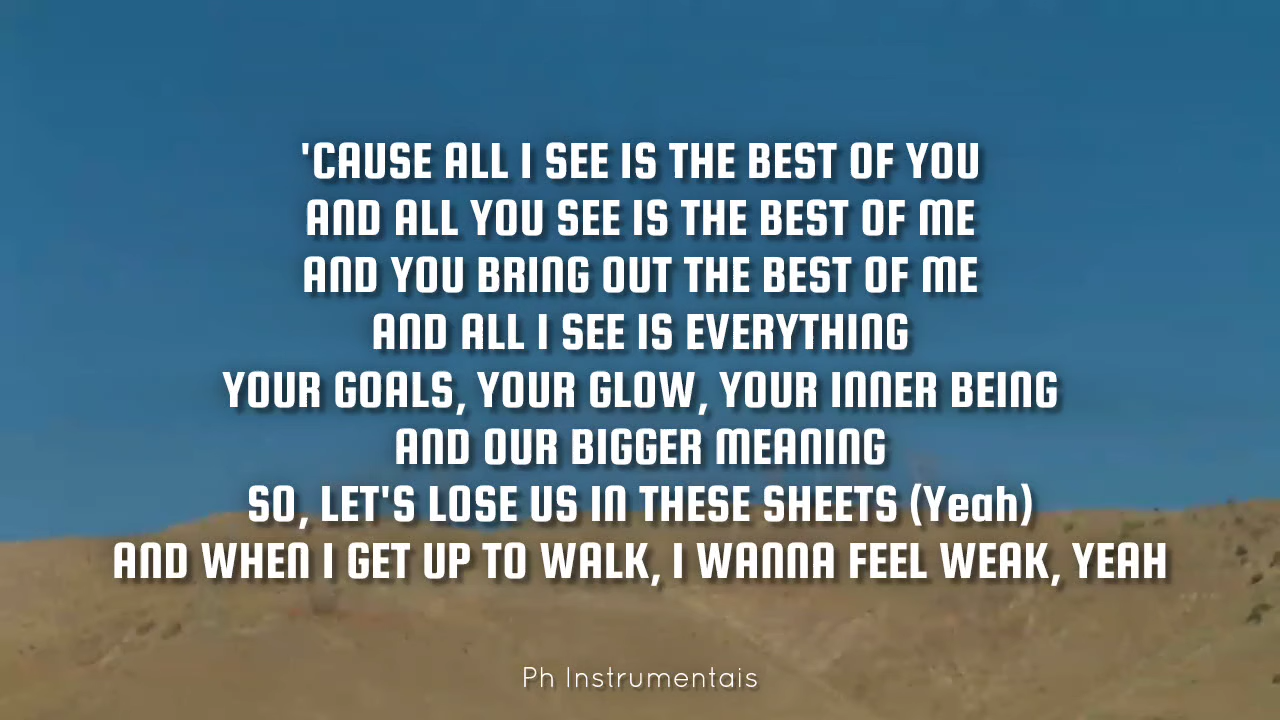 'CAUSE ALL I SEE IS THE BEST OF YOU
AND ALL YOU SEE IS THE BEST OF ME
AND YOU BRING OUT THE BEST OF ME
AND ALL I SEE IS EVERYTHING
YOUR GOALS, YOUR GLOW, YOUR INNER BEING
AND OUR BIGGER MEANING
SO, LET'S LOSE US IN THESE SHEETS (Yeah)
AND WHEN I GET UP TO WALK, I WANNA FEEL WEAK, YEAH
Ph Instrumentais